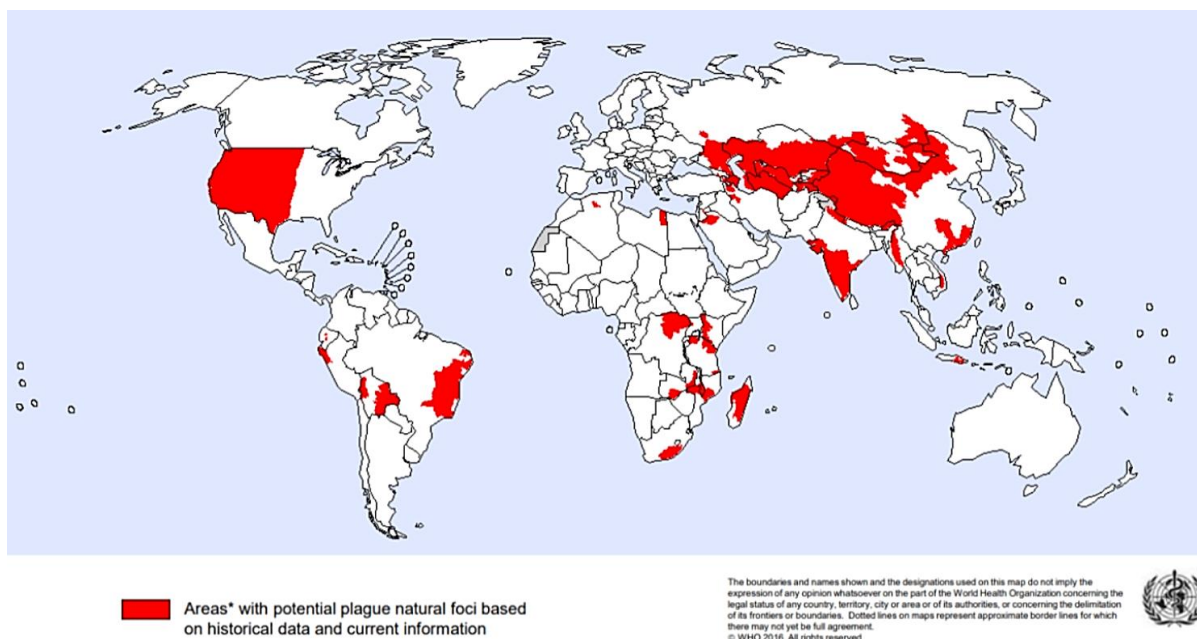 Areas* with potential plague natural foci based
on historical data and current information
The boundaries and names shown and the designations used on this map do not imply the
expression of any opinion whatsoever on the part of the World Health Organization concerning the
legal status of any country, territory, city or area or of its authorities, or concerning the delimitation
of its frontiers or boundaries. Dotted lines on maps represent approximate border lines for which
there may not yet be full agreement.
© WHO 2016. All rights reserved